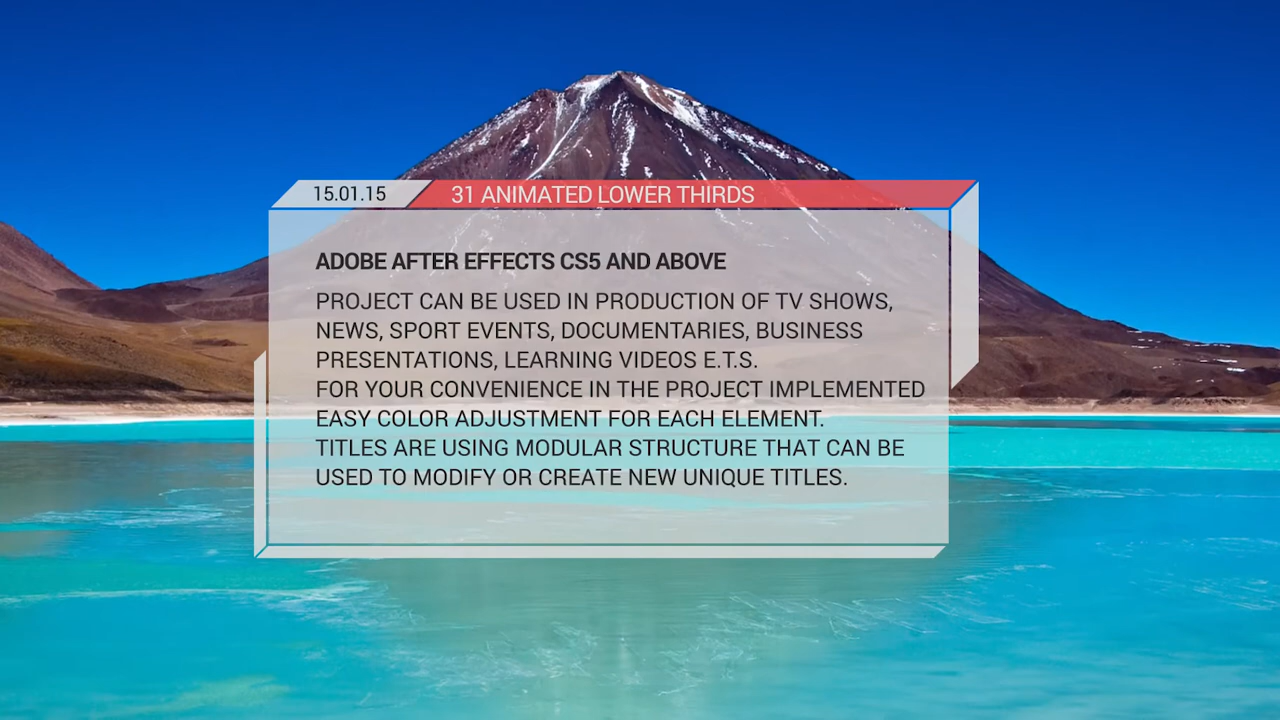 15.01.15
31 ANIMATED LOWER THIRDS
ADOBE AFTER EFFECTS CS5 AND ABOVE
PROJECT CAN BE USED IN PRODUCTION OF TV SHOWS,
NEWS, SPORT EVENTS, DOCUMENTARIES, BUSINESS
PRESENTATIONS, LEARNING VIDEOS E.T.S.
FOR YOUR CONVENIENCE IN THE PROJECT IMPLEMENTED
EASY COLOR ADJUSTMENT FOR EACH ELEMENT.
TITLES ARE USING MODULAR STRUCTURE THAT CAN BE
USED TO MODIFY OR CREATE NEW UNIQUE TITLES.